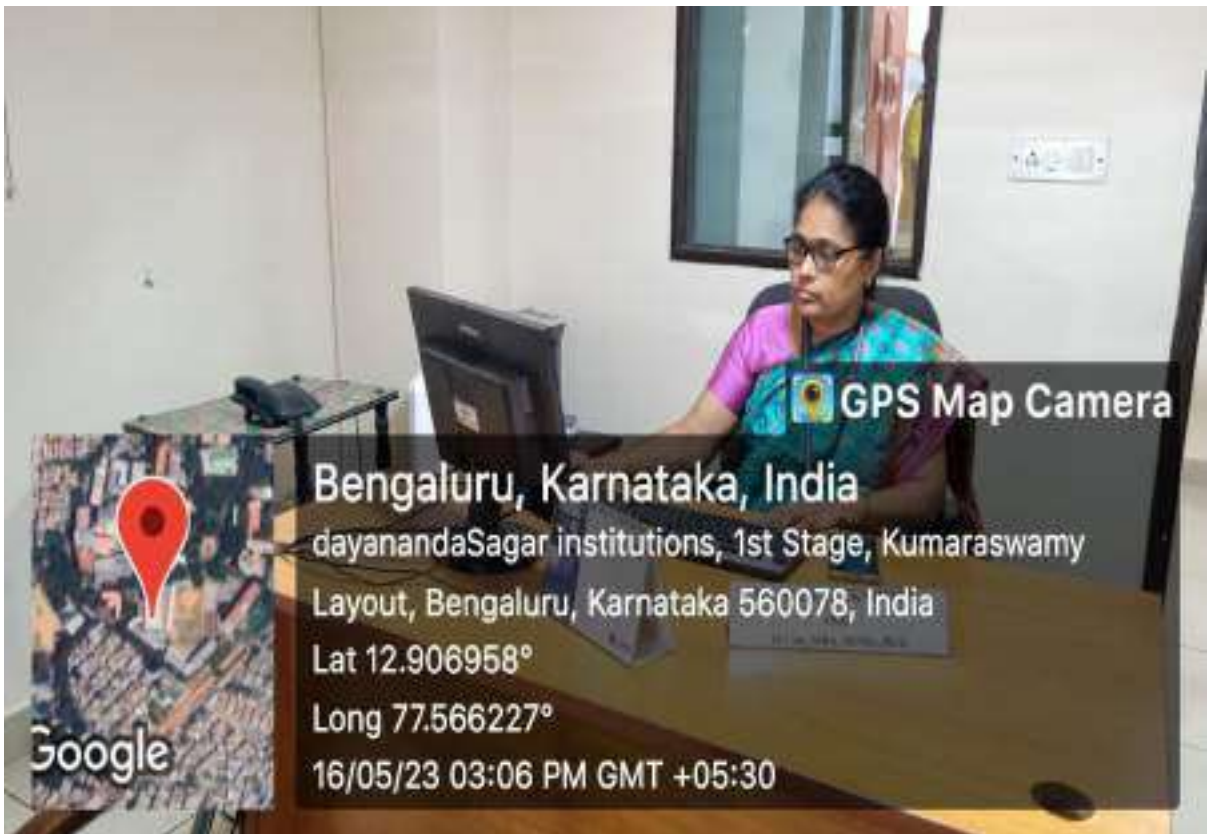 GPS Map Camera
Bengaluru, Karnataka, India
dayanandaSagar institutions, 1st Stage, Kumaraswamy
Layout, Bengaluru, Karnataka 560078, India
Lat 12.906958°
Long 77.566227°
16/05/23 03:06 PM GMT +05:30
Google